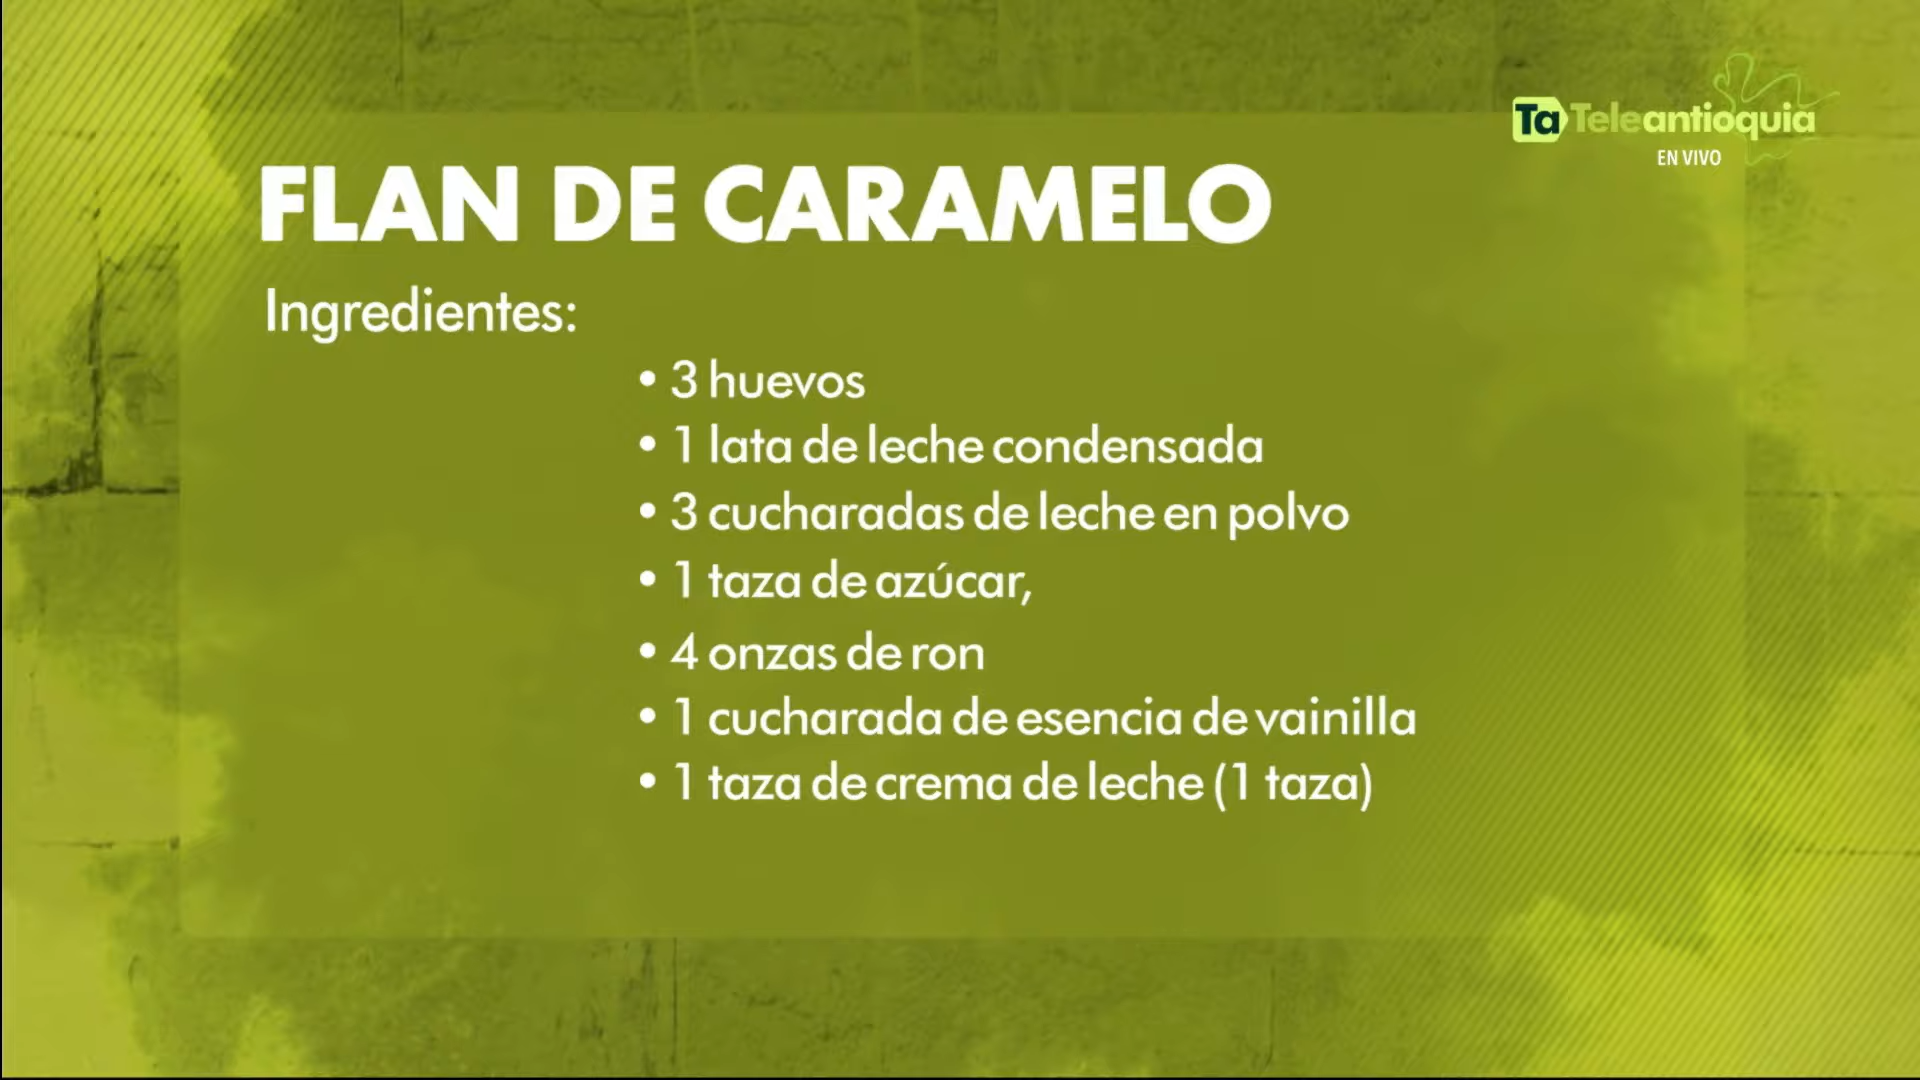 Ta Teleantioquia
EN VIVO
FLAN DE CARAMELO
Ingredientes:
• 3 huevos
• 1 lata de leche condensada
• 3 cucharadas de leche en polvo
• 1 taza de azúcar,
• 4 onzas de ron
• 1 cucharada de esencia de vainilla
• 1 taza de crema de leche (1 taza)